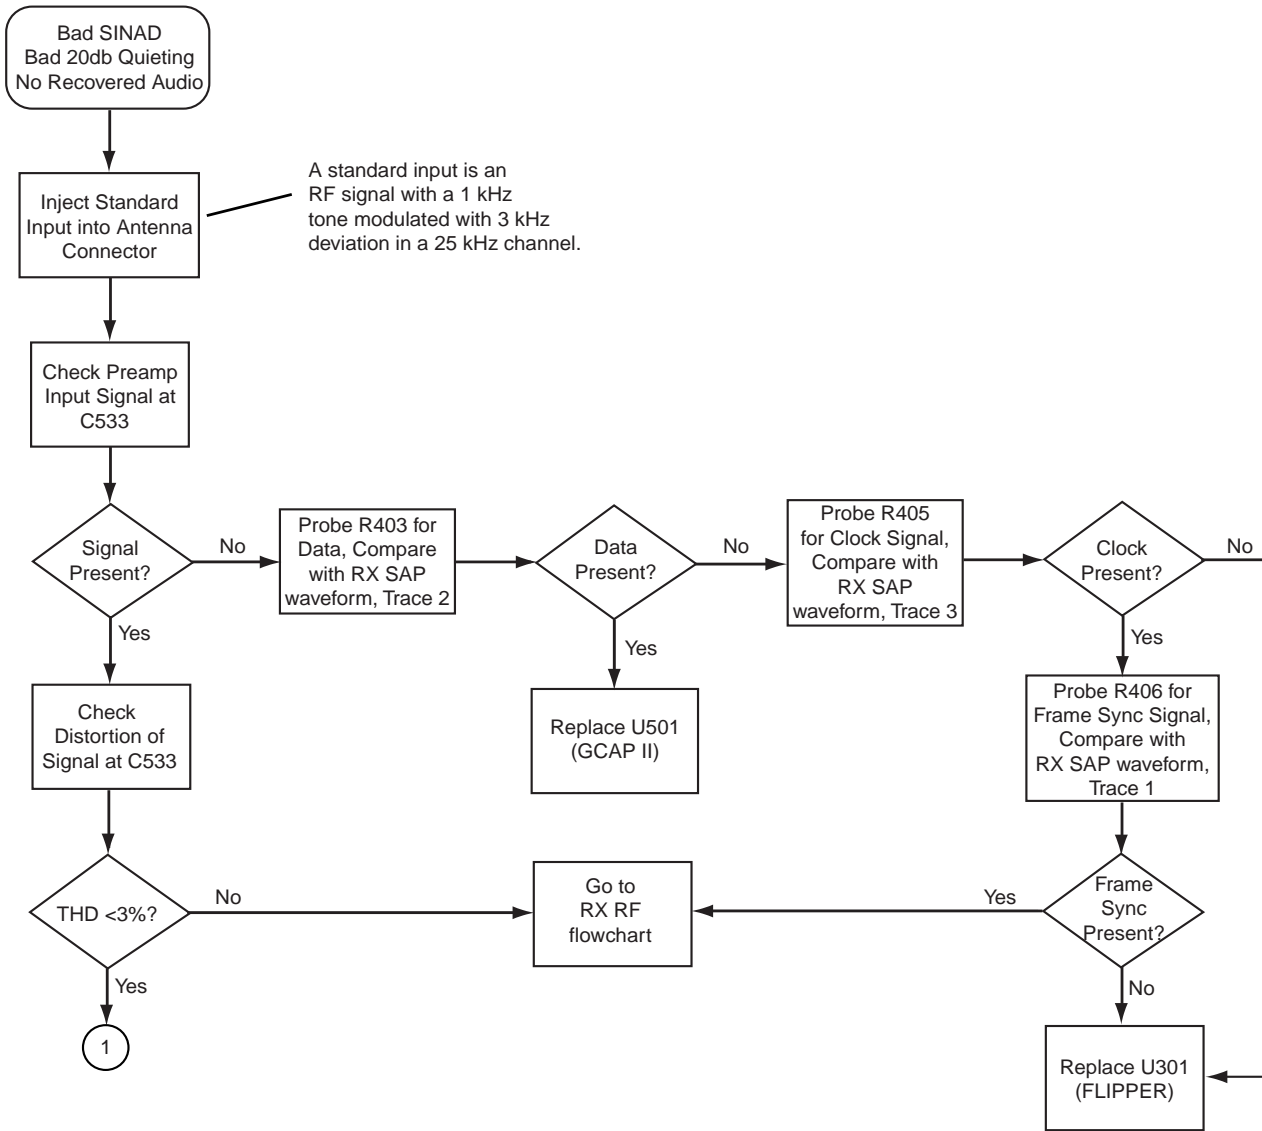 Bad SINAD
Bad 20db Quieting
No Recovered Audio
Inject Standard
Input into Antenna
Connector
A standard input is an
RF signal with a 1 kHz
tone modulated with 3 kHz
deviation in a 25 kHz channel.
Check Preamp
Input Signal at
C533
Signal
Present?
No
Yes
Probe R403 for
Data, Compare
with RX SAP
waveform, Trace 2
Data
Present?
No
Yes
Replace U501
(GCAP II)
Probe R405
for Clock Signal,
Compare with
RX SAP
waveform, Trace 3
Clock
Present?
No
Yes
Probe R406 for
Frame Sync Signal,
Compare with
RX SAP waveform,
Trace 1
Check
Distortion of
Signal at C533
THD <3%?
No
Yes
1
Go to
RX RF
flowchart
Yes
Frame
Sync
Present?
No
Replace U301
(FLIPPER)